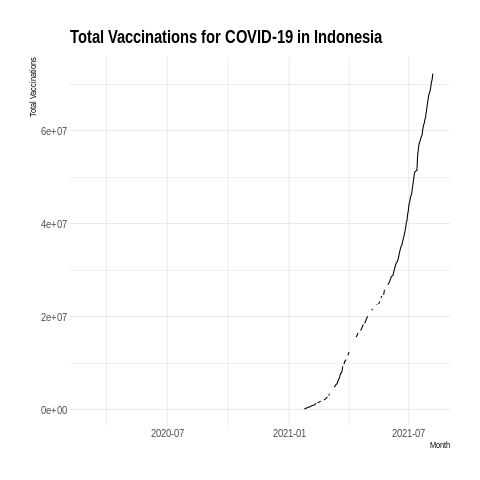 Total Vaccinations for COVID-19 in Indonesia
Total Vaccinations
6e+07
4e+07
2e+07
0e+00
2020-07 2021-01 2021-07
Month